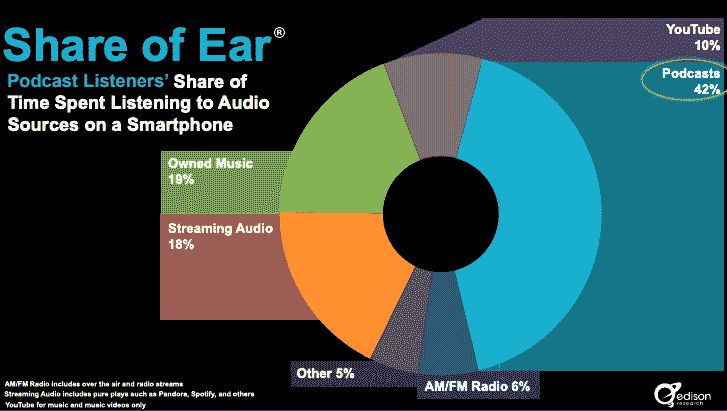 Share of Ear®
Podcast Listeners' Share of
Time Spent Listening to Audio
Sources on a Smartphone
YouTube
10%
Podcasts
42%
Owned Music
19%
Streaming Audio
18%
Other 5%
AM/FM Radio 6%
AM/FM Radio includes over the air and radio streams
Streaming Audio includes pure plays such as Pandora, Spotify, and others
YouTube for music and music videos only
edison
research